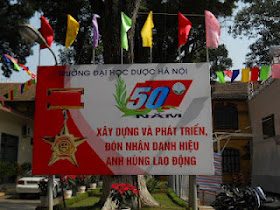 TRƯỜNG ĐẠI HỌC DƯỢC HÀ NỘI
50
NĂM
XÂY DỰNG VÀ PHÁT TRIỂN,
ĐÓN NHẬN DANH HIỆU
ANH HÙNG LAO ĐỘNG